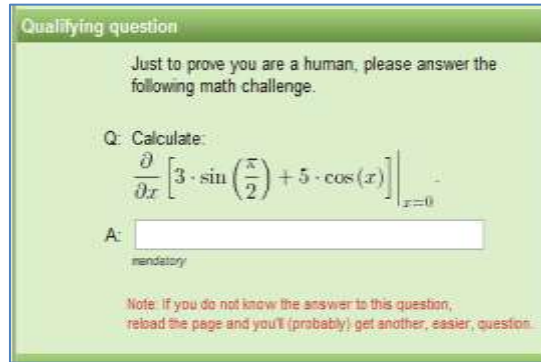 Qualifying question
Just to prove you are a human, please answer the
following math challenge.
Q: Calculate:
∂/∂x [3 · sin (π/2) + 5 · cos (x)]|x=0 .
A:
mandatory
Note: If you do not know the answer to this question,
reload the page and you'll (probably) get another, easier, question.